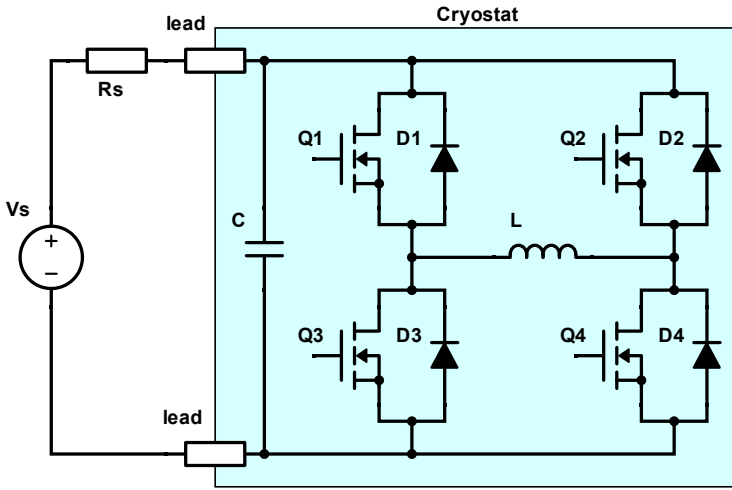 Cryostat
lead
Rs
Q1
D1
Q2
D2
Vs
C
L
+
−
Q3
D3
Q4
D4
lead